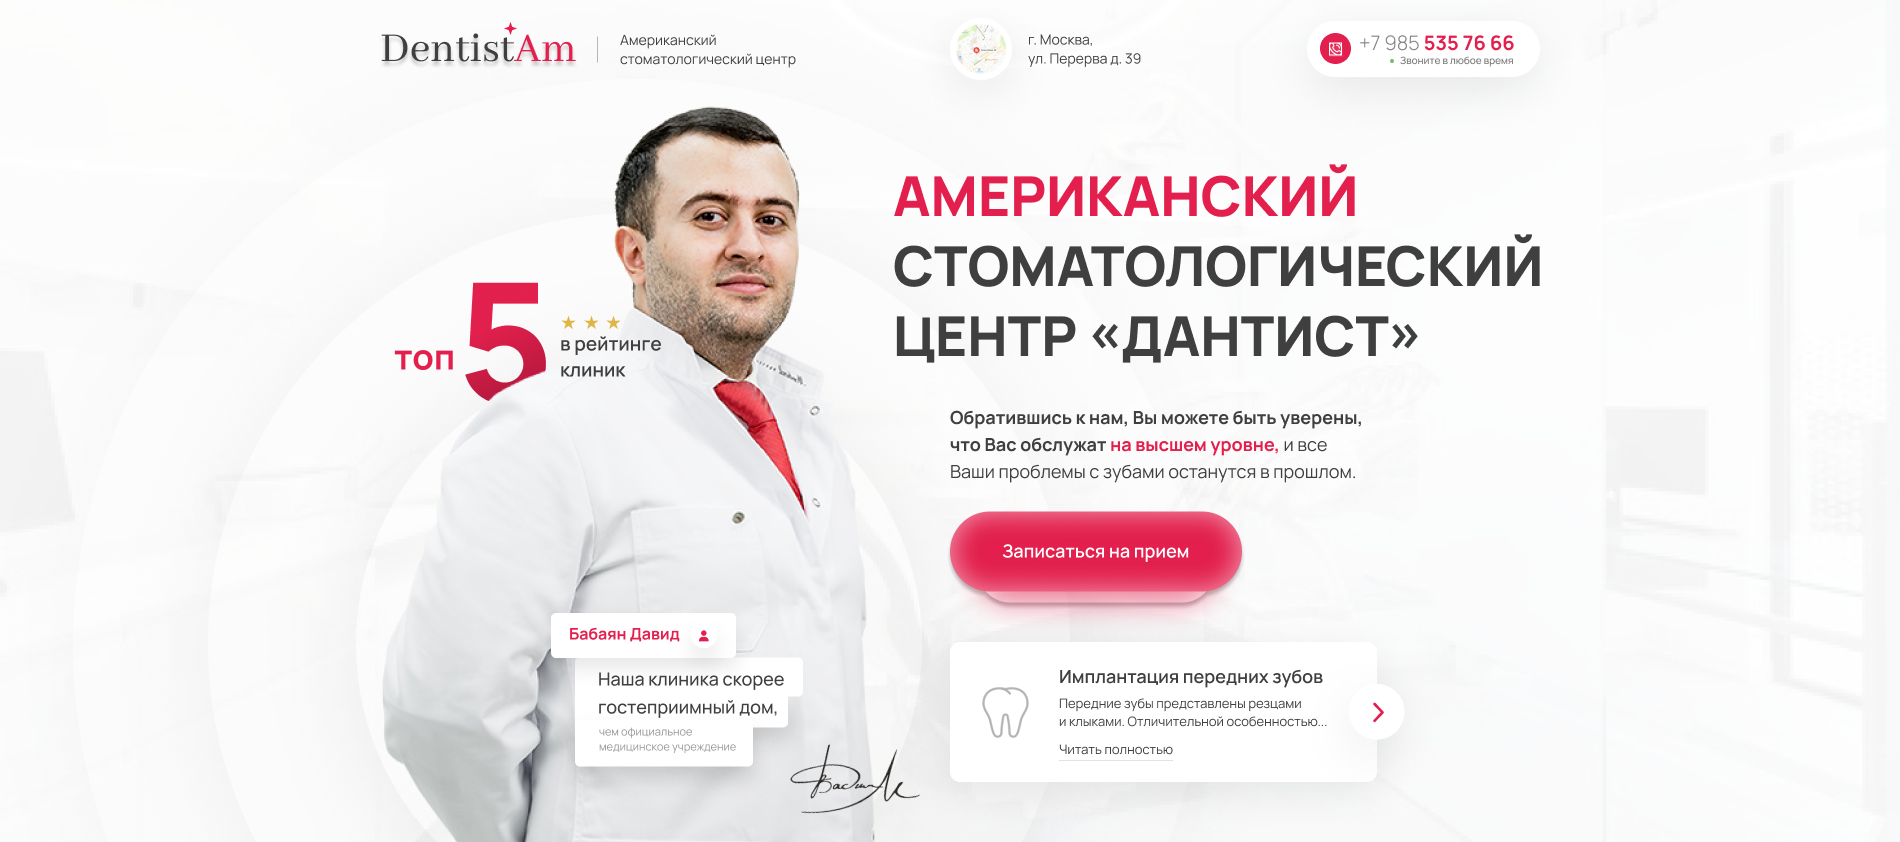 DentistAm
Американский
стоматологический центр
г. Москва,
ул. Перерва д. 39
+7 985 535 76 66
Звоните в любое время
АМЕРИКАНСКИЙ
СТОМАТОЛОГИЧЕСКИЙ
ЦЕНТР «ДАНТИСТ»
топ 5
в рейтинге
клиник
Обратившись к нам, Вы можете быть уверены,
что Вас обслужат на высшем уровне, и все
Ваши проблемы с зубами останутся в прошлом.
Записаться на прием
Бабаян Давид
Наша клиника скорее
гостеприимный дом,
чем официальное
медицинское учреждение
Имплантация передних зубов
Передние зубы представлены резцами
и клыками. Отличительной особенностью...
Читать полностью